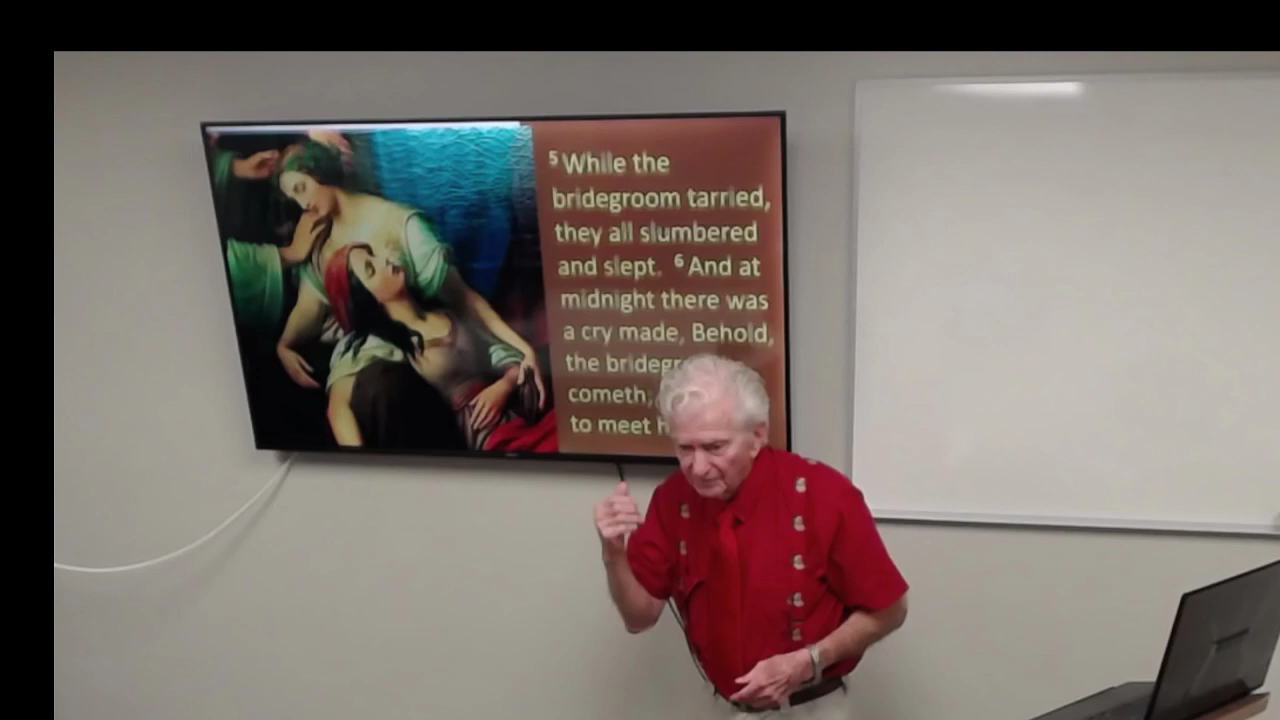 5 While the
bridegroom tarried,
they all slumbered
and slept. 6 And at
midnight there was
a cry made, Behold,
the bridegr
cometh;
to meet h